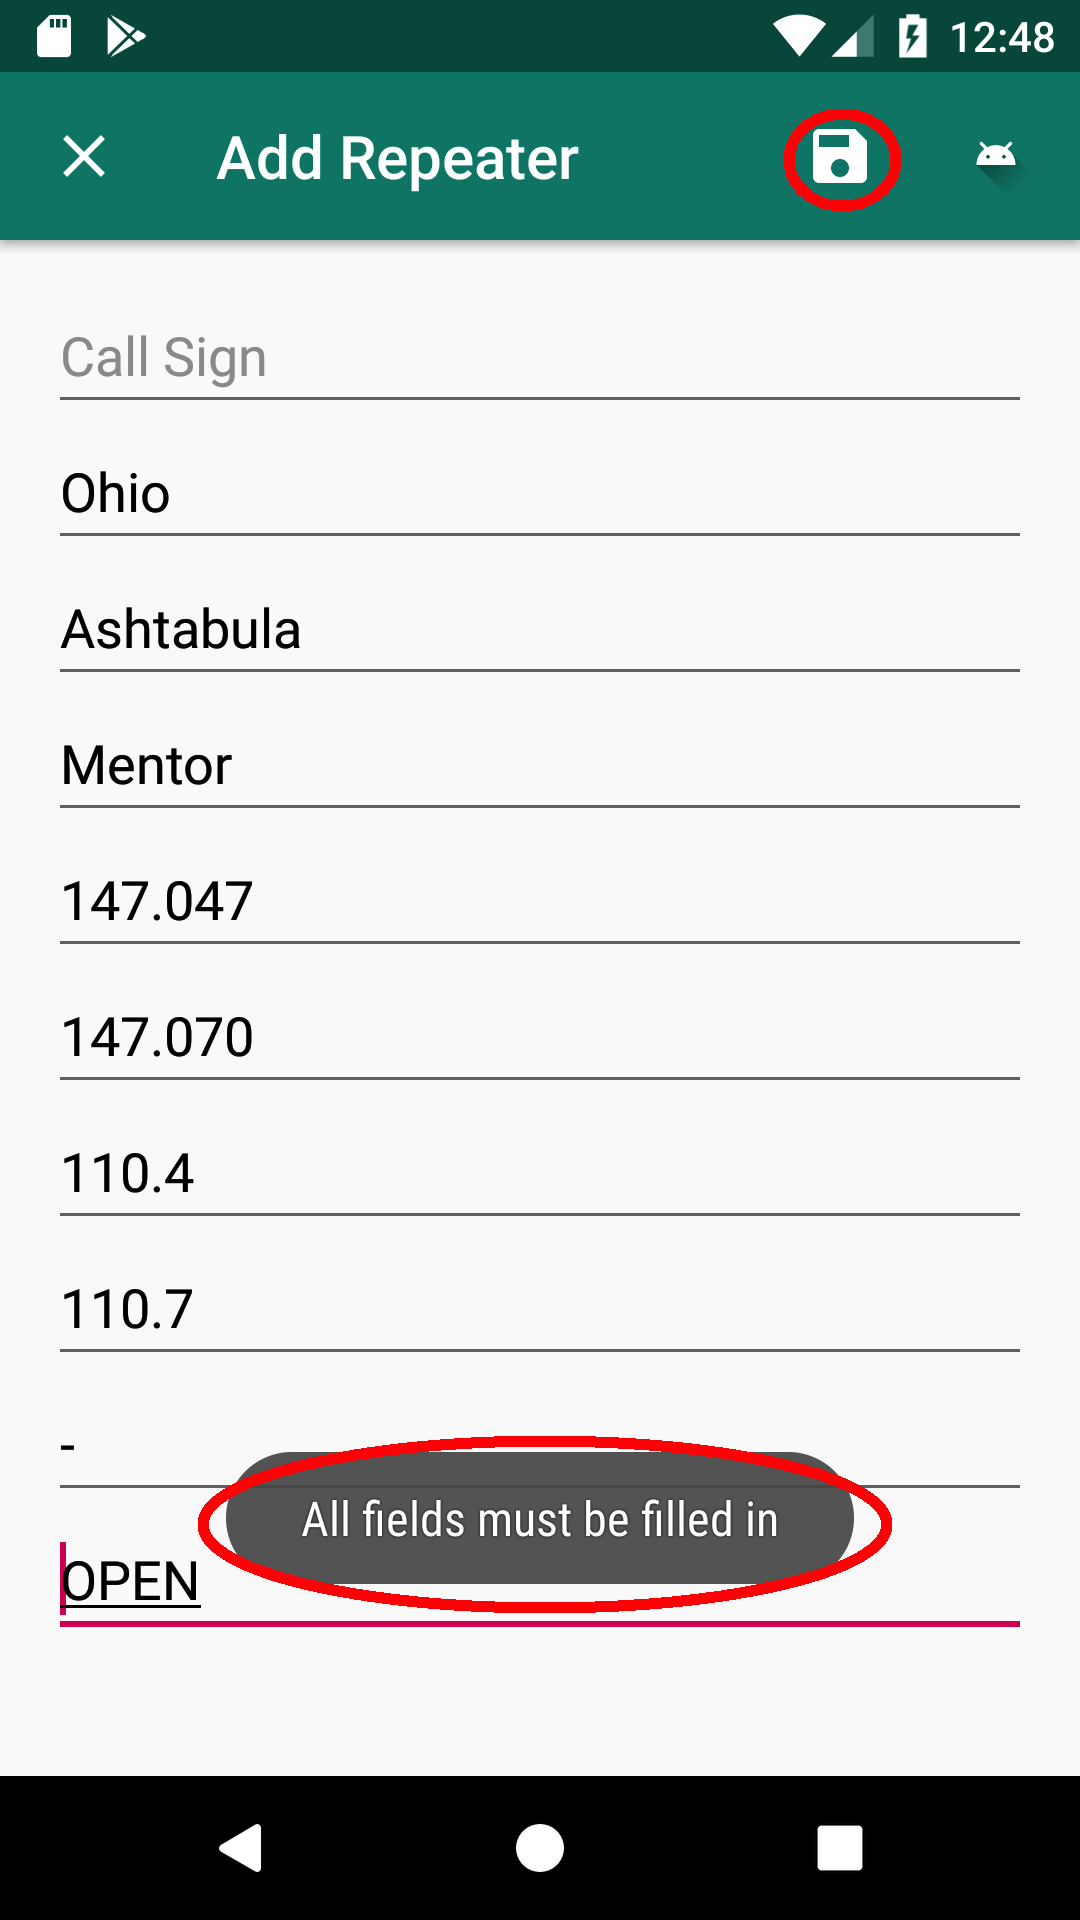 12:48
Add Repeater
Call Sign
Ohio
Ashtabula
Mentor
147.047
147.070
110.4
110.7
-
All fields must be filled in
OPEN